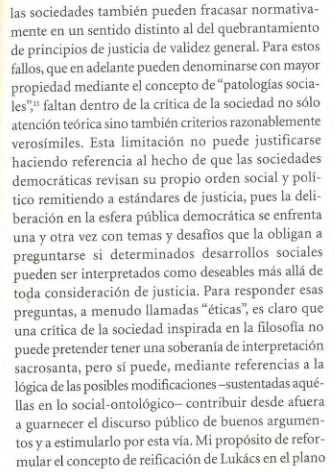 las sociedades también pueden fracasar normativa-
mente en un sentido distinto al del quebrantamiento
de principios de justicia de validez general. Para estos
fallos, que en adelante pueden denominarse con mayor
propiedad mediante el concepto de “patologías socia-
les”,¹¹ faltan dentro de la crítica de la sociedad no sólo
atención teórica sino también criterios razonablemente
verosímiles. Esta limitación no puede justificarse
haciendo referencia al hecho de que las sociedades
democráticas revisan su propio orden social y polí-
tico remitiendo a estándares de justicia, pues la deli-
beración en la esfera pública democrática se enfrenta
una y otra vez con temas y desafíos que la obligan a
preguntarse si determinados desarrollos sociales
pueden ser interpretados como deseables más allá de
toda consideración de justicia. Para responder esas
preguntas, a menudo llamadas “éticas”, es claro que
una crítica de la sociedad inspirada en la filosofía no
puede pretender tener una soberanía de interpretación
sacrosanta, pero sí puede, mediante referencias a la
lógica de las posibles modificaciones –sustentadas aqué-
llas en lo social-ontológico– contribuir desde afuera
a guarnecer el discurso público de buenos argumen-
tos y a estimularlo por esta vía. Mi propósito de refor-
mular el concepto de reificación de Lukács en el plano